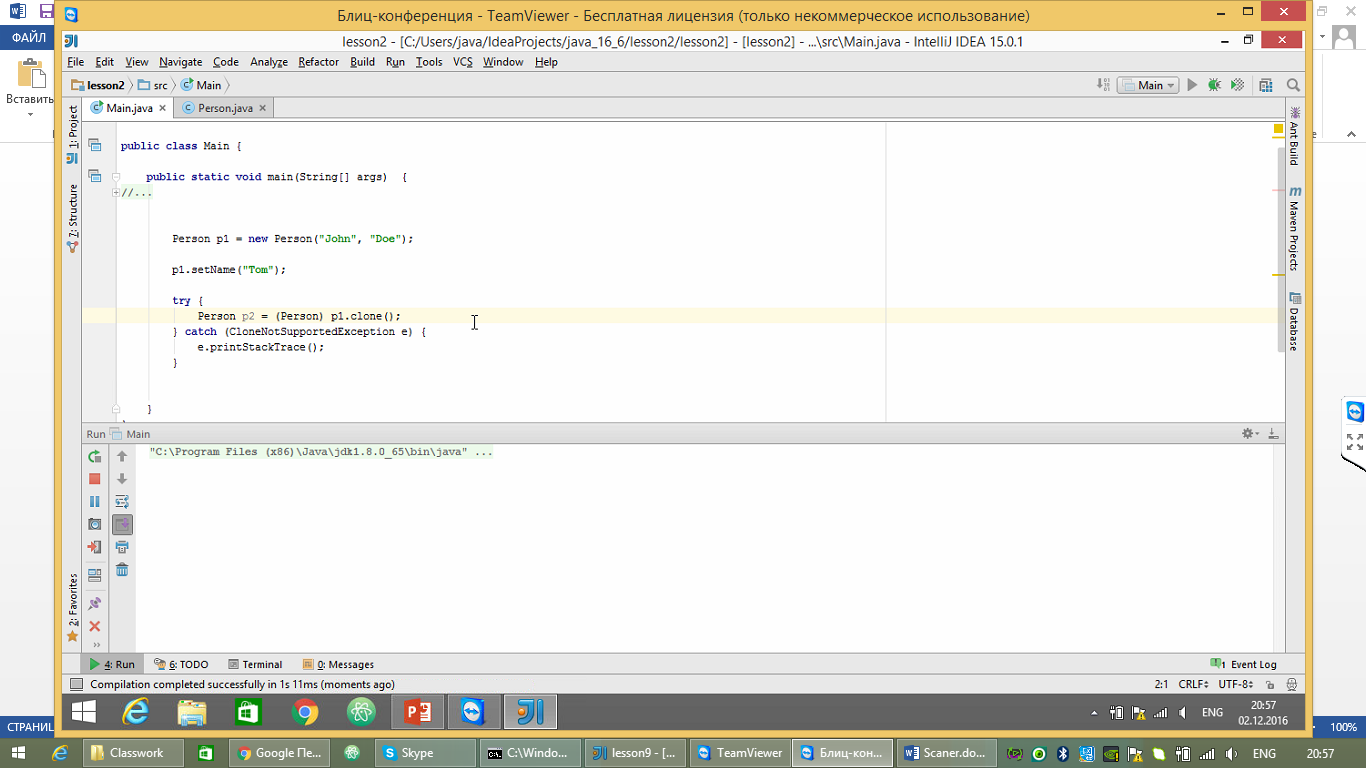 Блиц-конференция - TeamViewer - Бесплатная лицензия (только некоммерческое использование)
ФАЙЛ
Вставить
lesson2 - [C:/Users/java/IdeaProjects/java_16_6/lesson2/lesson2] - [lesson2] - ...\src\Main.java - IntelliJ IDEA 15.0.1
File Edit View Navigate Code Analyze Refactor Build Run Tools VCS Window Help
lesson2 src Main Main
Main.java Person.java
1: Project
7: Structure
2: Favorites
Ant Build
Maven Projects
Database
public class Main {
public static void main(String[] args) {
//...
Person p1 = new Person("John", "Doe");
p1.setName("Tom");
try {
Person p2 = (Person) p1.clone();
} catch (CloneNotSupportedException e) {
e.printStackTrace();
}
}
Run Main
"C:\Program Files (x86)\Java\jdk1.8.0_65\bin\java" ...
4: Run 6: TODO Terminal 0: Messages 1 Event Log
Compilation completed successfully in 1s 11ms (moments ago) 2:1 CRLF UTF-8
ENG 20:57
02.12.2016
СТРАНИЦ 100%
Classwork Google Пе... Skype C:\Windo... lesson9 - [... TeamViewer Блиц-кон... Scaner.do... ENG 20:57